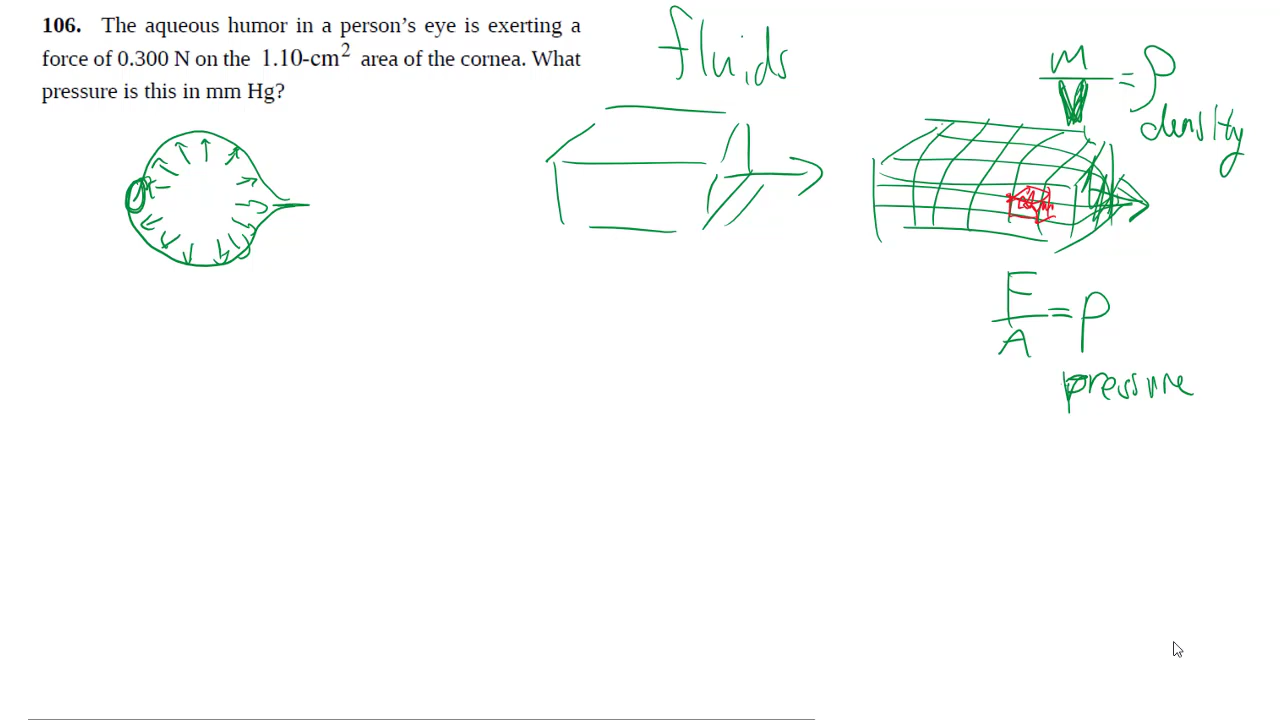 106. The aqueous humor in a person's eye is exerting a
force of 0.300 N on the 1.10-cm² area of the cornea. What
pressure is this in mm Hg?
fluids
m/V = ρ
density
F/A = P
pressure